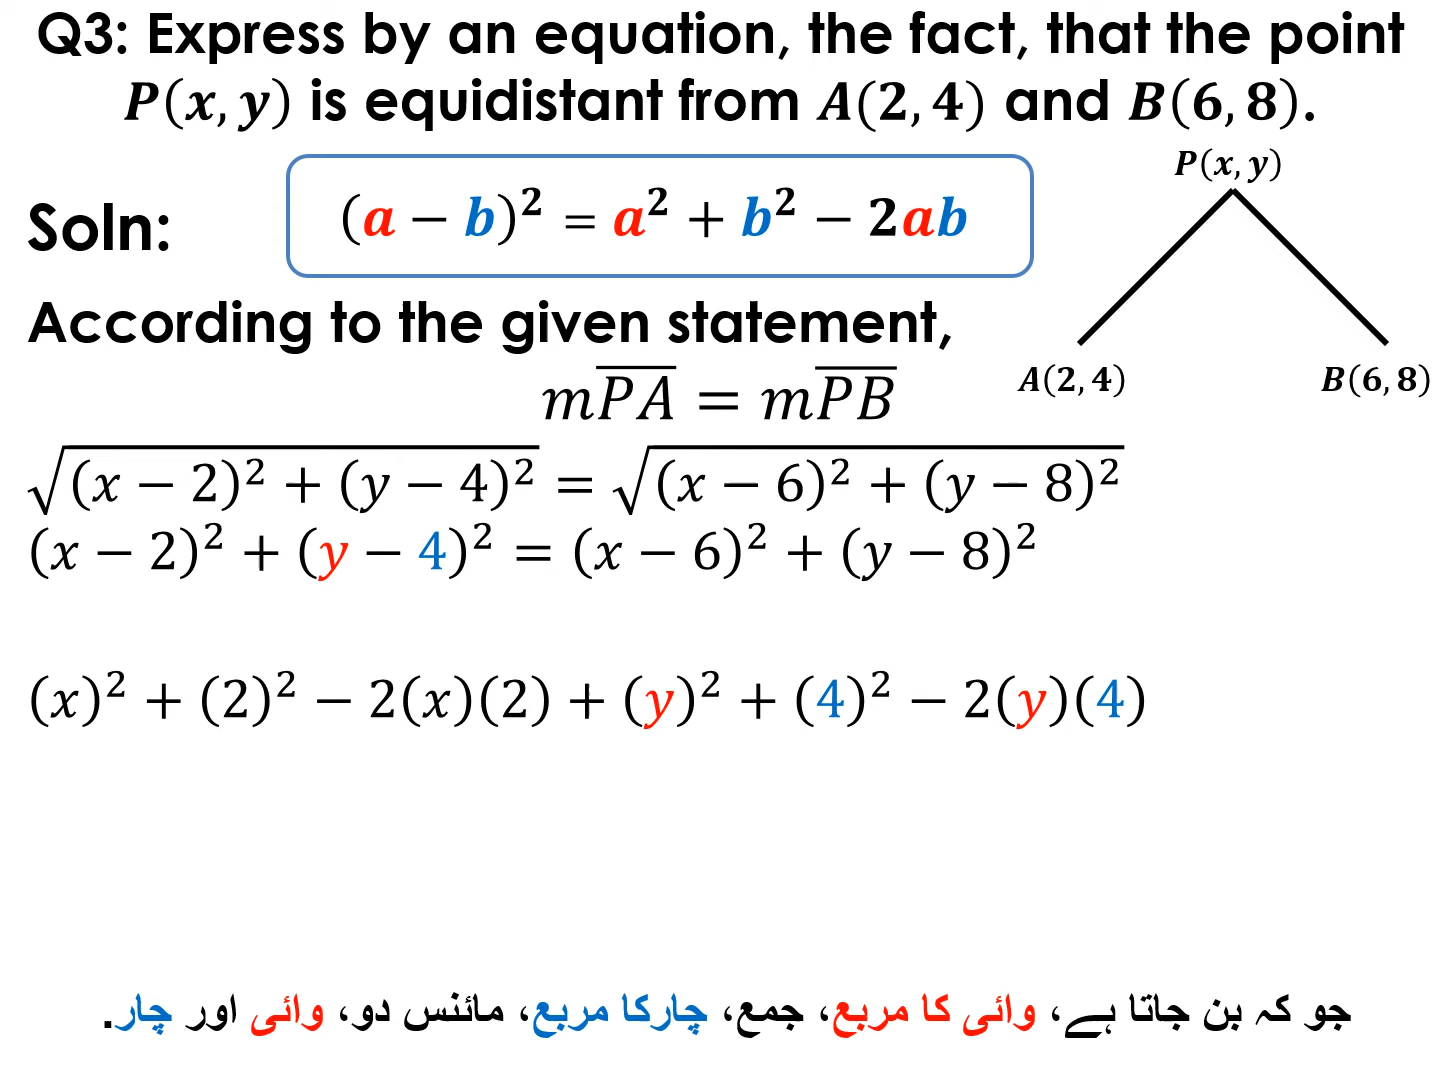 Q3: Express by an equation, the fact, that the point
P(x, y) is equidistant from A(2, 4) and B(6, 8).
P(x, y)
Soln:
(a − b)² = a² + b² − 2ab
According to the given statement,
A(2, 4)
B(6, 8)
mP̅A̅ = mP̅B̅
√((x − 2)² + (y − 4)²) = √((x − 6)² + (y − 8)²)
(x − 2)² + (y − 4)² = (x − 6)² + (y − 8)²
(x)² + (2)² − 2(x)(2) + (y)² + (4)² − 2(y)(4)
جو کہ بن جاتا ہے، وائی کا مربع، جمع، چارکا مربع، مائنس دو، وائی اور چار.